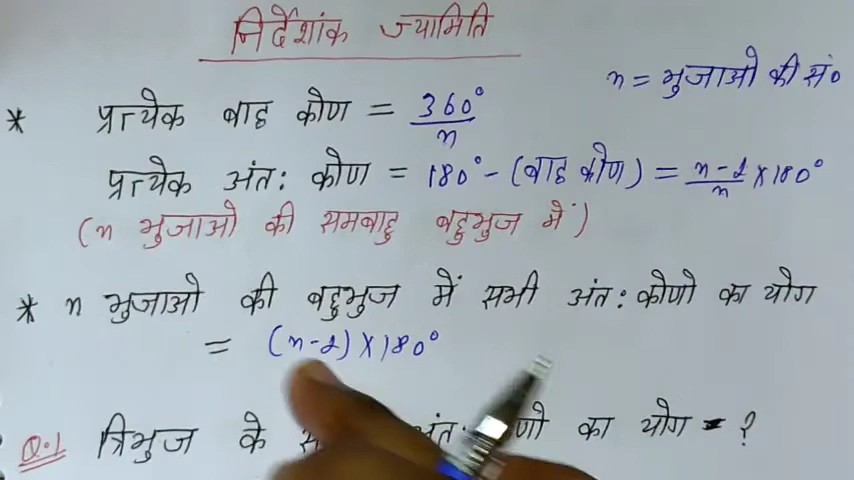 निर्देशांक ज्यामिति
n = भुजाओ की सं०
* प्रत्येक बाह्य कोण = 360°/n
प्रत्येक अंत: कोण = 180° - (बाह्य कोण) = n-2/n × 180°
(n भुजाओ की समबाहु बहुभुज में)
* n भुजाओ की बहुभुज में सभी अंत: कोणो का योग
= (n-2) × 180°
Q.1 त्रिभुज के का योग = ?